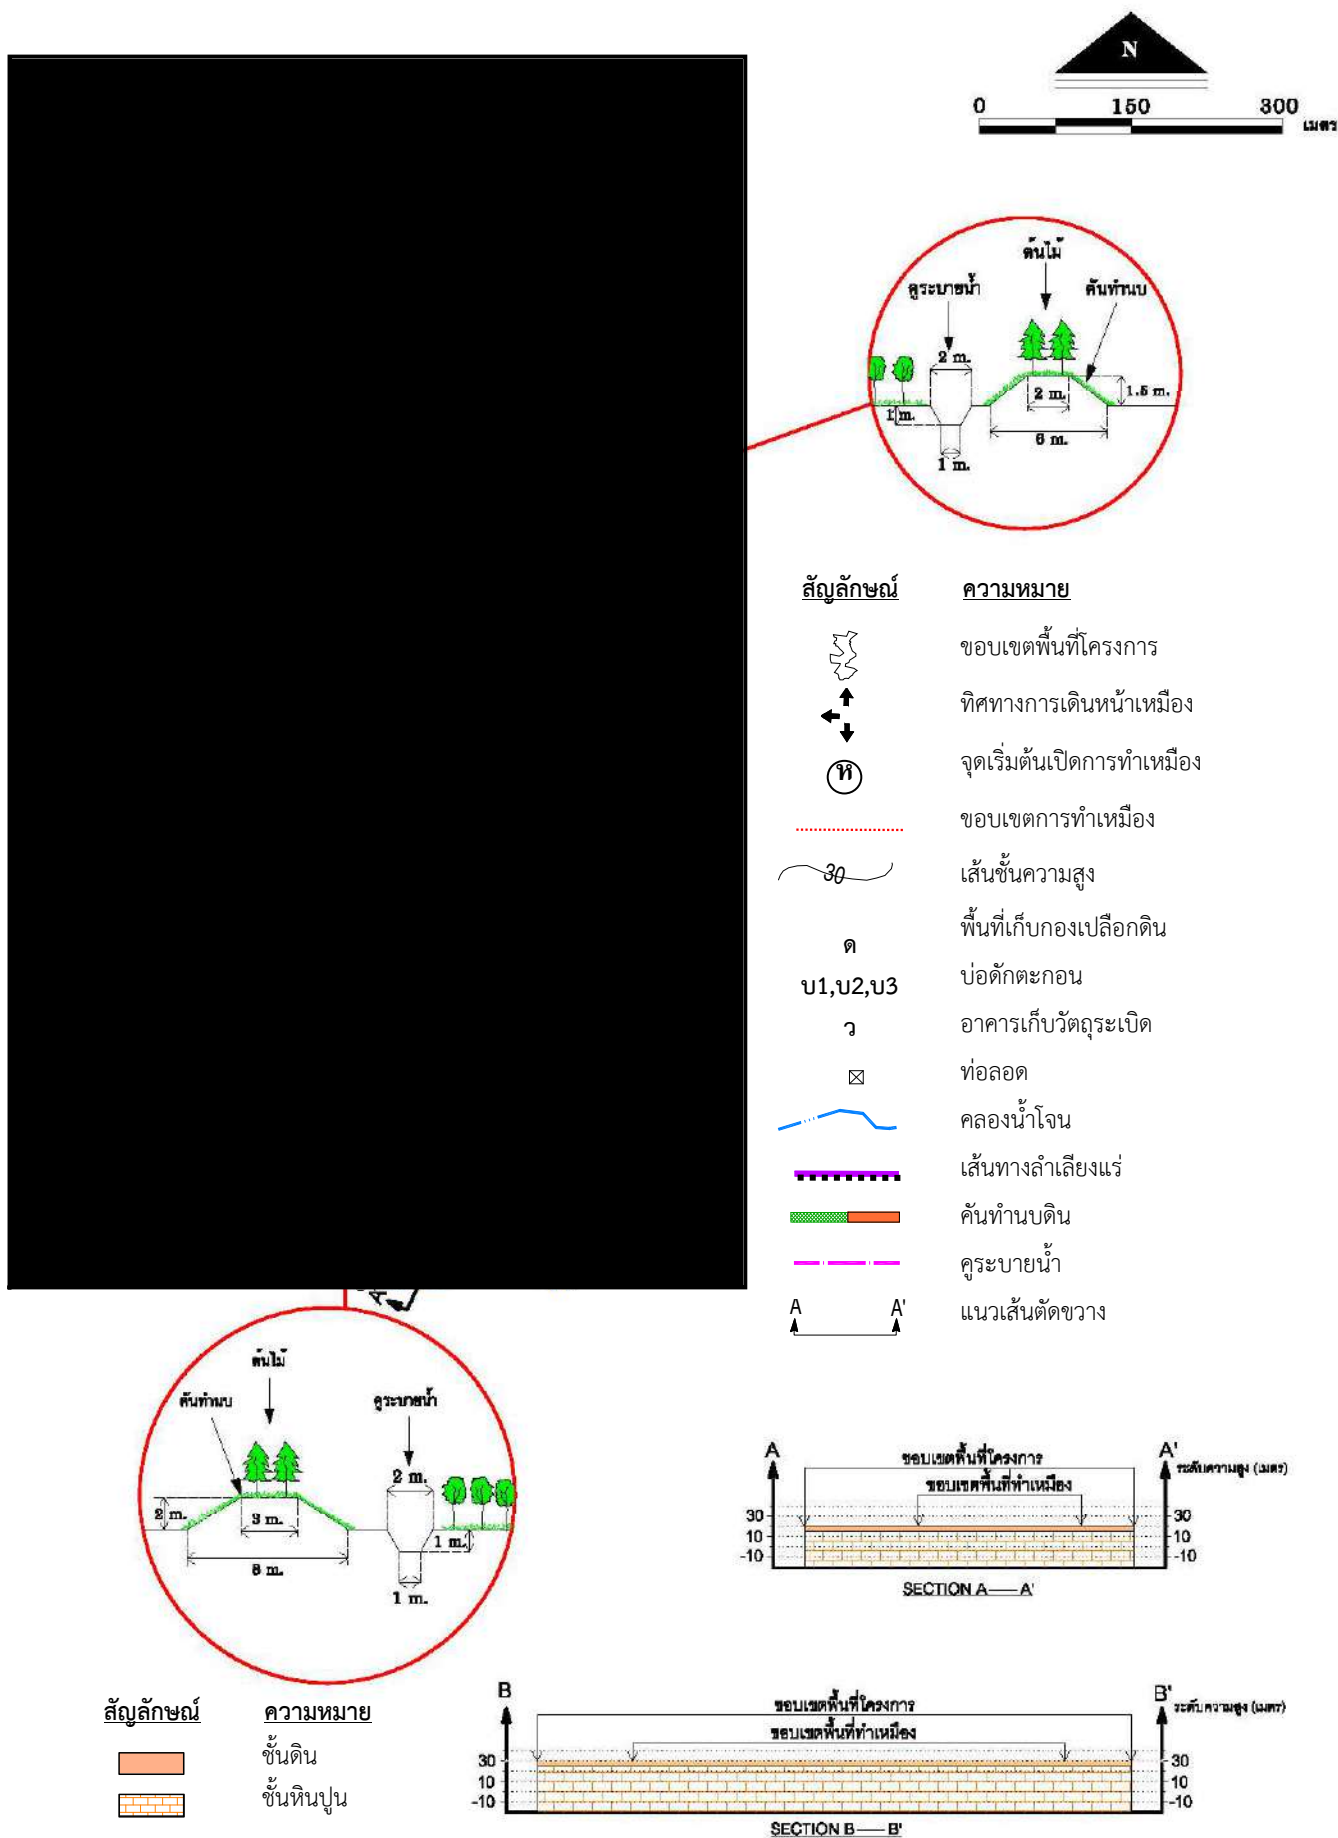 N
0 150 300
เมตร
ต้นไม้
คูระบายน้ำ
คันทำนบ
2 m.
2 m.
1.5 m.
1 m.
6 m.
1 m.
สัญลักษณ์ ความหมาย
ขอบเขตพื้นที่โครงการ
ทิศทางการเดินหน้าเหมือง
ห จุดเริ่มต้นเปิดการทำเหมือง
ขอบเขตการทำเหมือง
30 เส้นชั้นความสูง
ด พื้นที่เก็บกองเปลือกดิน
บ1,บ2,บ3 บ่อดักตะกอน
ว อาคารเก็บวัตถุระเบิด
ท่อลอด
คลองน้ำโจน
เส้นทางลำเลียงแร่
คันทำนบดิน
คูระบายน้ำ
A A' แนวเส้นตัดขวาง
A
ต้นไม้
คันทำนบ
คูระบายน้ำ
2 m.
2 m.
3 m.
1 m.
8 m.
1 m.
A A'
ขอบเขตพื้นที่โครงการ
ระดับความสูง (เมตร)
ขอบเขตพื้นที่ทำเหมือง
30 30
10 10
-10 -10
SECTION A—A'
สัญลักษณ์ ความหมาย
ชั้นดิน
ชั้นหินปูน
B B'
ขอบเขตพื้นที่โครงการ
ระดับความสูง (เมตร)
ขอบเขตพื้นที่ทำเหมือง
30 30
10 10
-10 -10
SECTION B—B'